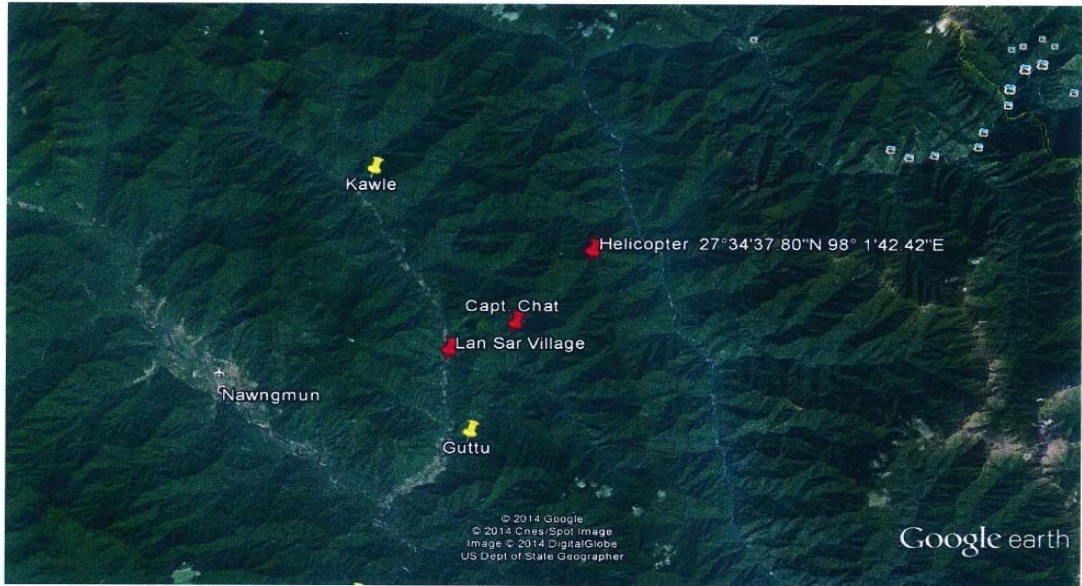 Kawle
Helicopter 27°34'37.80"N 98° 1'42.42"E
Capt. Chat
Lan Sar Village
Nawngmun
Guttu
© 2014 Google
© 2014 Cnes/Spot Image
Image © 2014 DigitalGlobe
US Dept of State Geographer
Google earth